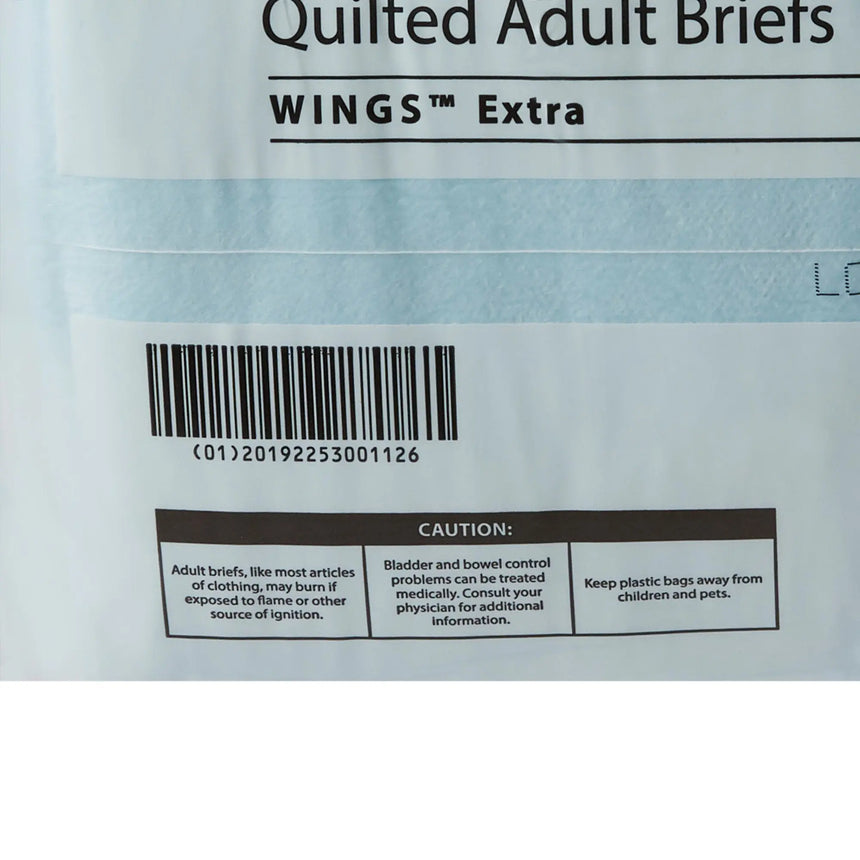 Quilted Adult Briefs
WINGS™ Extra
(01)20192253001126
CAUTION:
Adult briefs, like most articles
of clothing, may burn if
exposed to flame or other
source of ignition.
Bladder and bowel control
problems can be treated
medically. Consult your
physician for additional
information.
Keep plastic bags away from
children and pets.